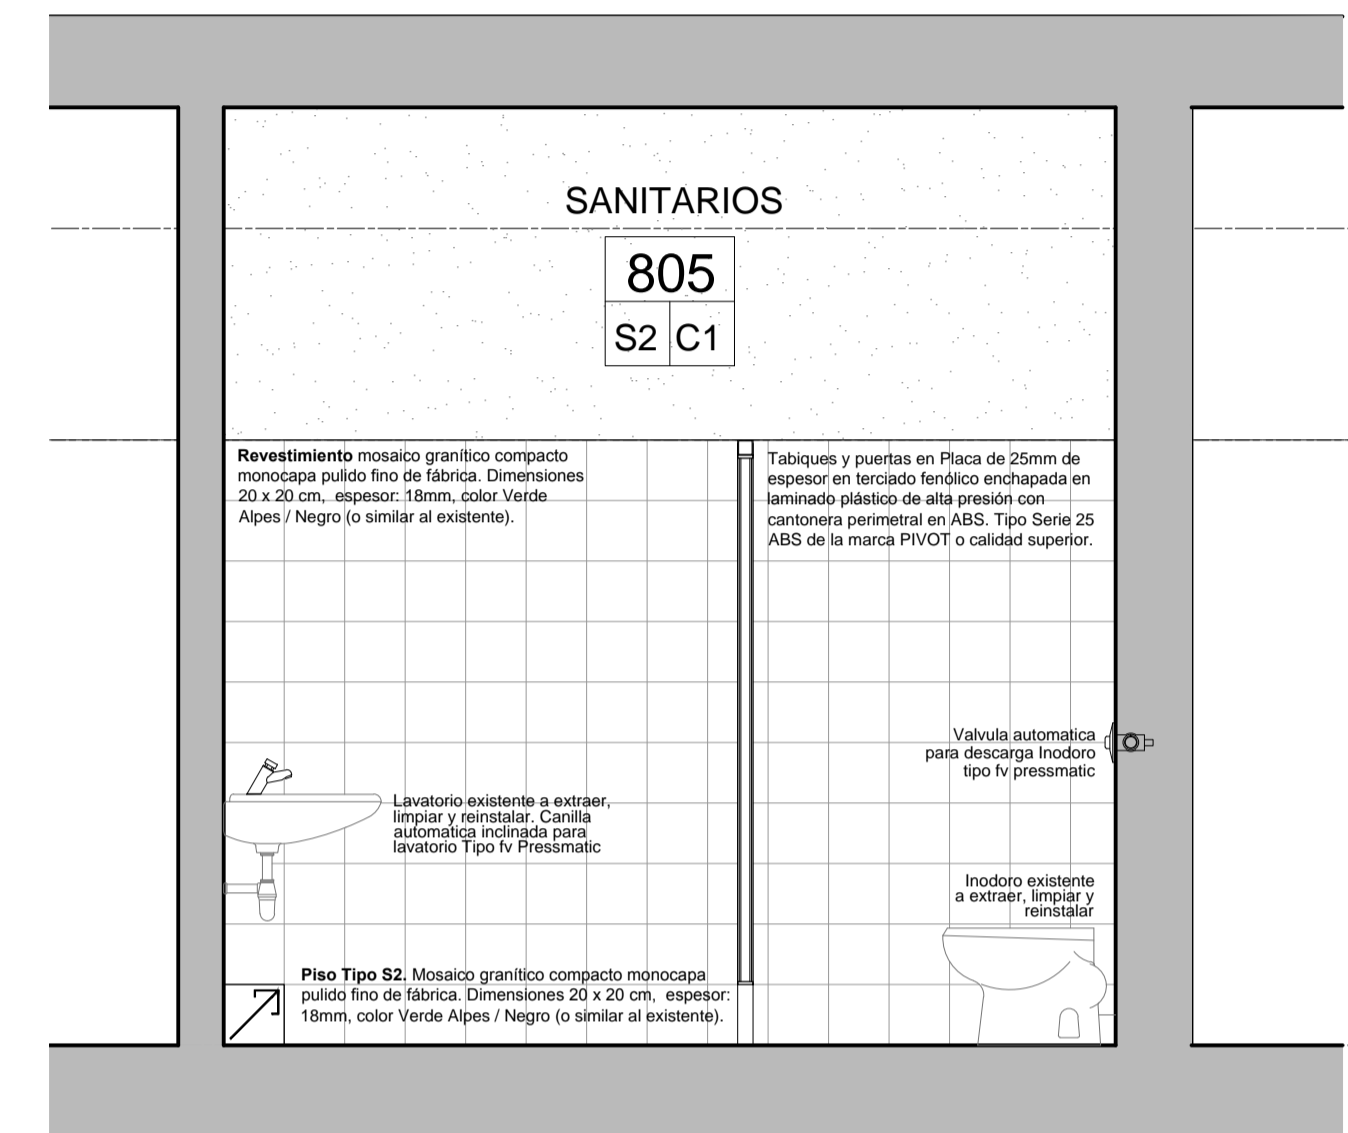 SANITARIOS
805
S2 C1
Revestimiento mosaico granítico compacto
monocapa pulido fino de fábrica. Dimensiones
20 x 20 cm, espesor: 18mm, color Verde
Alpes / Negro (o similar al existente).
Tabiques y puertas en Placa de 25mm de
espesor en terciado fenólico enchapada en
laminado plástico de alta presión con
cantonera perimetral en ABS. Tipo Serie 25
ABS de la marca PIVOT o calidad superior.
Valvula automatica
para descarga Inodoro
tipo fv pressmatic
Lavatorio existente a extraer,
limpiar y reinstalar. Canilla
automatica inclinada para
lavatorio Tipo fv Pressmatic
Inodoro existente
a extraer, limpiar y
reinstalar
Piso Tipo S2. Mosaico granítico compacto monocapa
pulido fino de fábrica. Dimensiones 20 x 20 cm, espesor:
18mm, color Verde Alpes / Negro (o similar al existente).